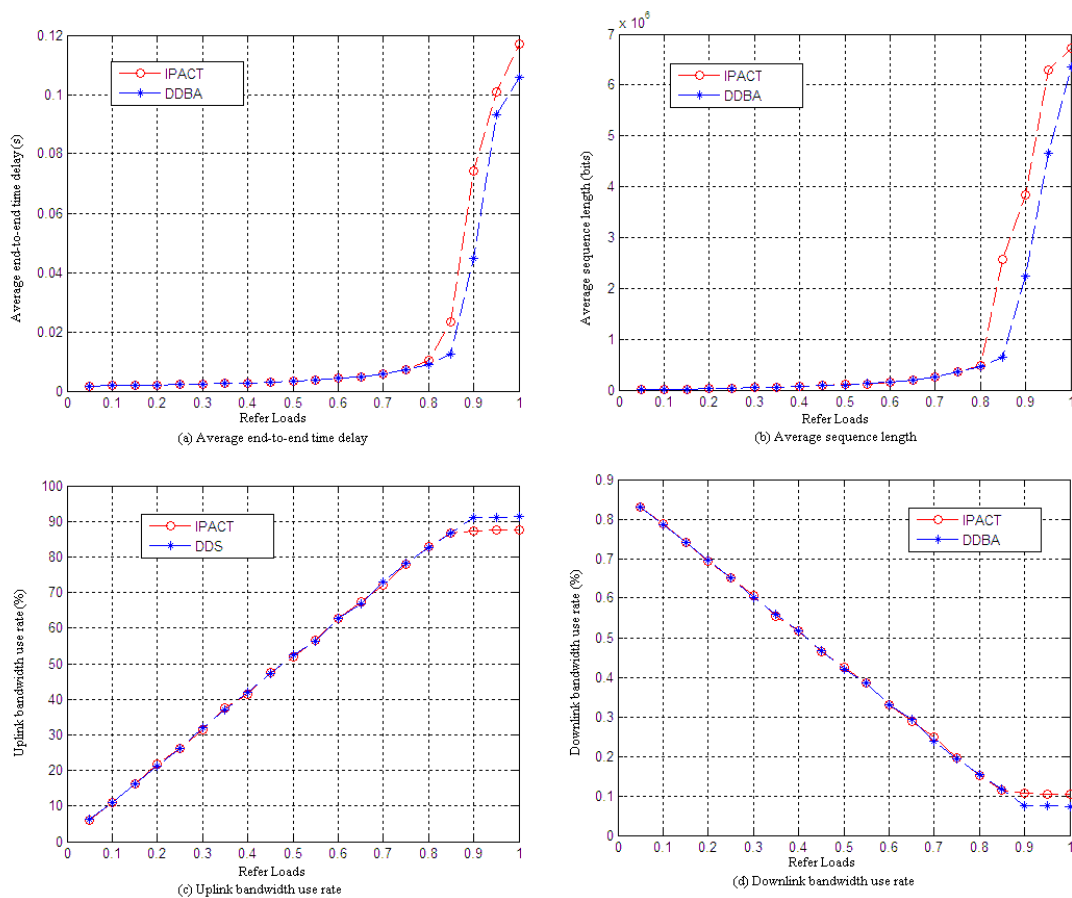 0.12
0.1
0.08
0.06
0.04
0.02
0
Average end-to-end time delay (s)
IPACT
DDBA
0 0.1 0.2 0.3 0.4 0.5 0.6 0.7 0.8 0.9 1
Refer Loads
(a) Average end-to-end time delay
7 x 10^6
6
5
4
3
2
1
0
Average sequence length (bits)
IPACT
DDBA
0 0.1 0.2 0.3 0.4 0.5 0.6 0.7 0.8 0.9 1
Refer Loads
(b) Average sequence length
100
90
80
70
60
50
40
30
20
10
0
Uplink bandwidth use rate (%)
IPACT
DDS
0 0.1 0.2 0.3 0.4 0.5 0.6 0.7 0.8 0.9 1
Refer Loads
(c) Uplink bandwidth use rate
0.9
0.8
0.7
0.6
0.5
0.4
0.3
0.2
0.1
0
Downlink bandwidth use rate (%)
IPACT
DDBA
0 0.1 0.2 0.3 0.4 0.5 0.6 0.7 0.8 0.9 1
Refer Loads
(d) Downlink bandwidth use rate